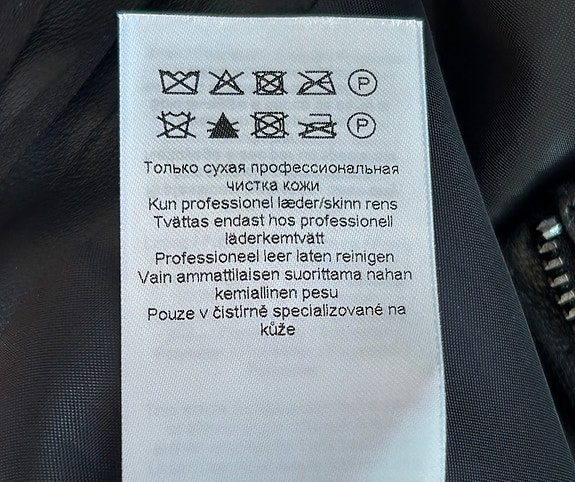 P
P
Только сухая профессиональная
чистка кожи
Kun professionel læder/skinn rens
Tvättas endast hos professionell
läderkemtvätt
Professioneel leer laten reinigen
Vain ammattilaisen suorittama nahan
kemiallinen pesu
Pouze v čistírně specializované na
kůže